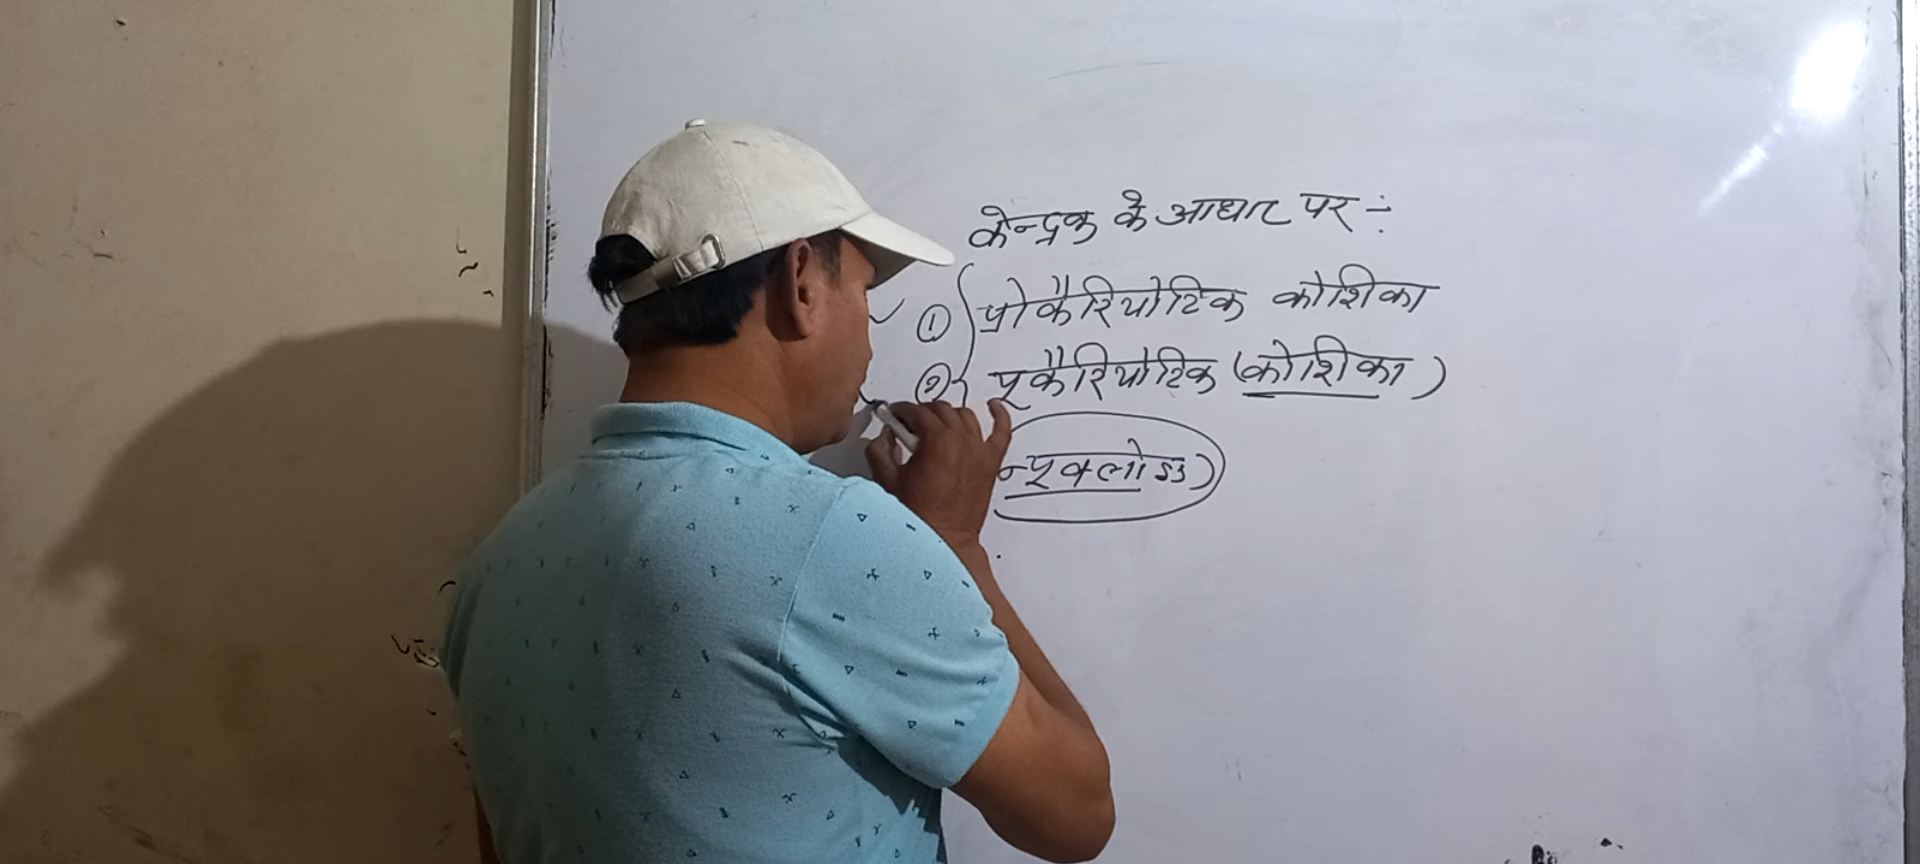 केन्द्रक के आधार पर ÷
① प्रोकैरियोटिक कोशिका
② यूकैरियोटिक (कोशिका)
न्यूक्लोइड)